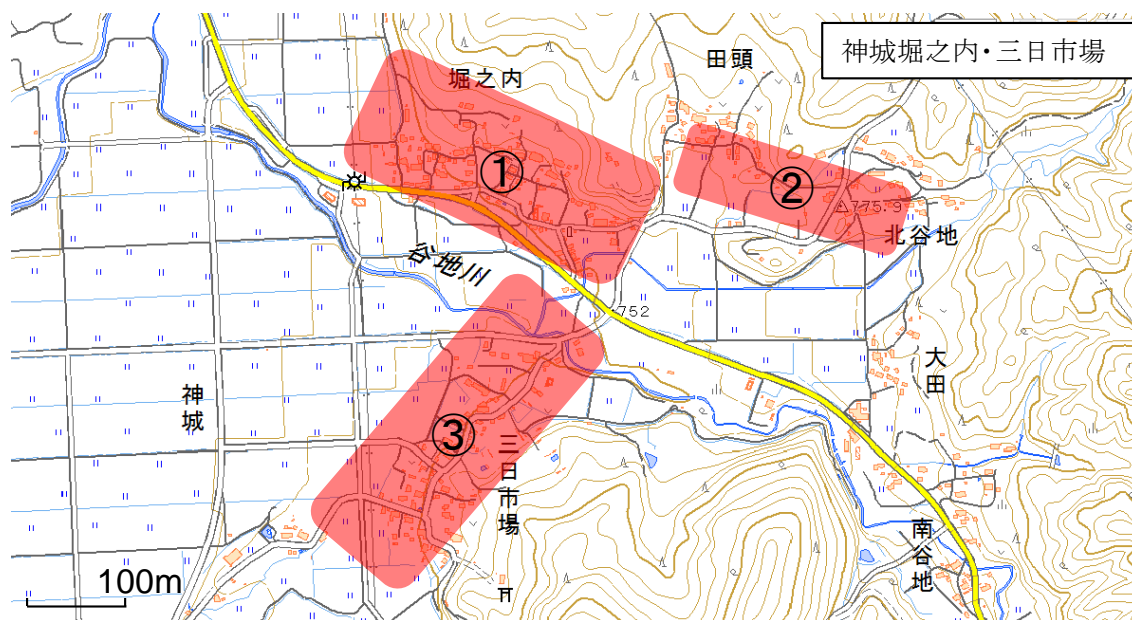 神城堀之内・三日市場
田頭
堀之内
①
②
775.9
北谷地
谷地川
752
大田
神城
③
三日市場
南谷地
100m